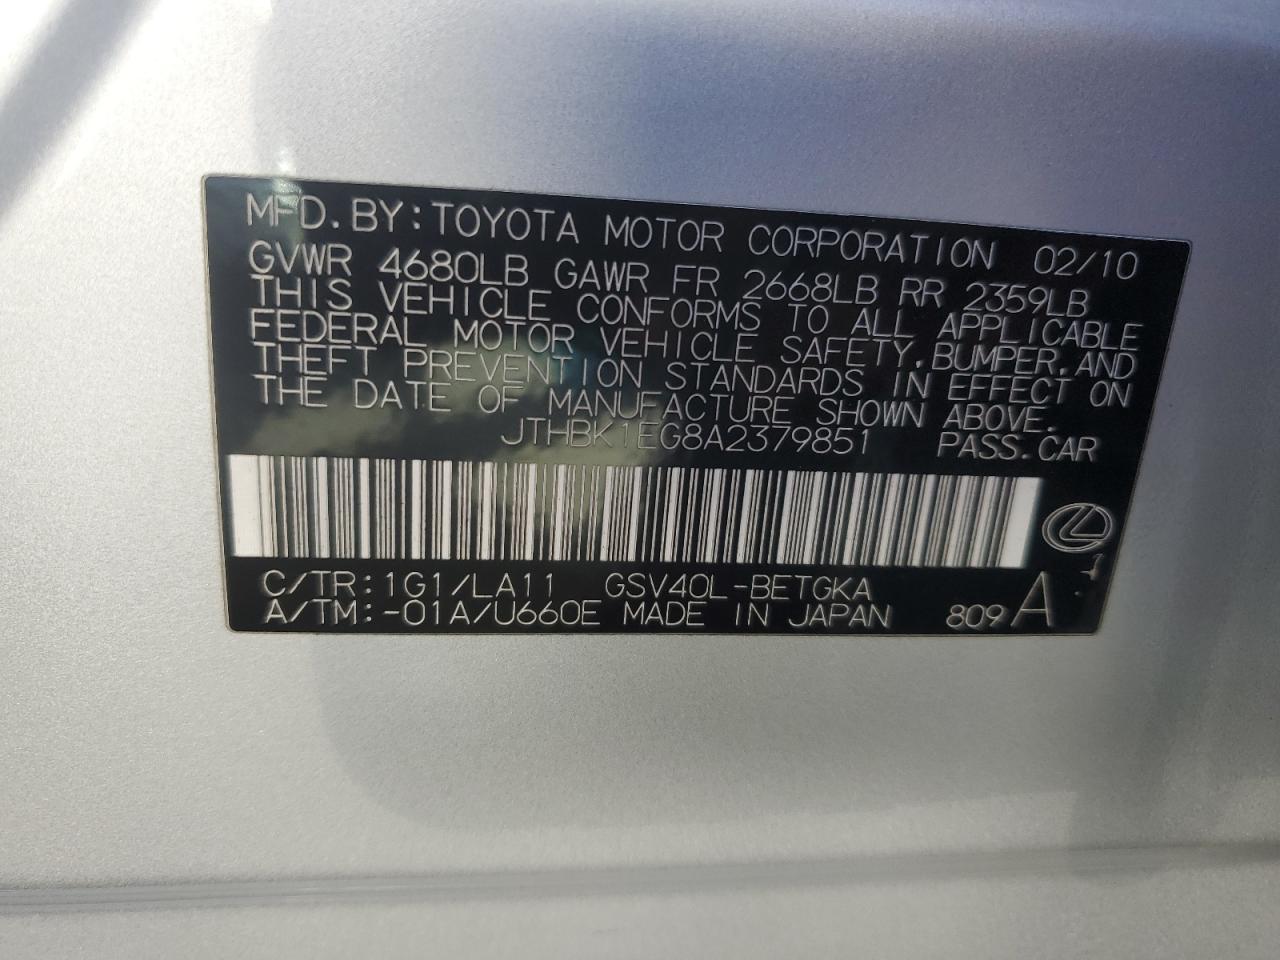 MFD. BY: TOYOTA MOTOR CORPORATION 02/10
GVWR 4680LB GAWR FR 2668LB RR 2359LB
THIS VEHICLE CONFORMS TO ALL APPLICABLE
FEDERAL MOTOR VEHICLE SAFETY, BUMPER, AND
THEFT PREVENTION STANDARDS IN EFFECT ON
THE DATE OF MANUFACTURE SHOWN ABOVE.
JTHBK1EG8A2379851 PASS. CAR
C/TR: 1G1/LA11 GSV40L-BETGKA
A/TM: -01A/U660E MADE IN JAPAN 809 A